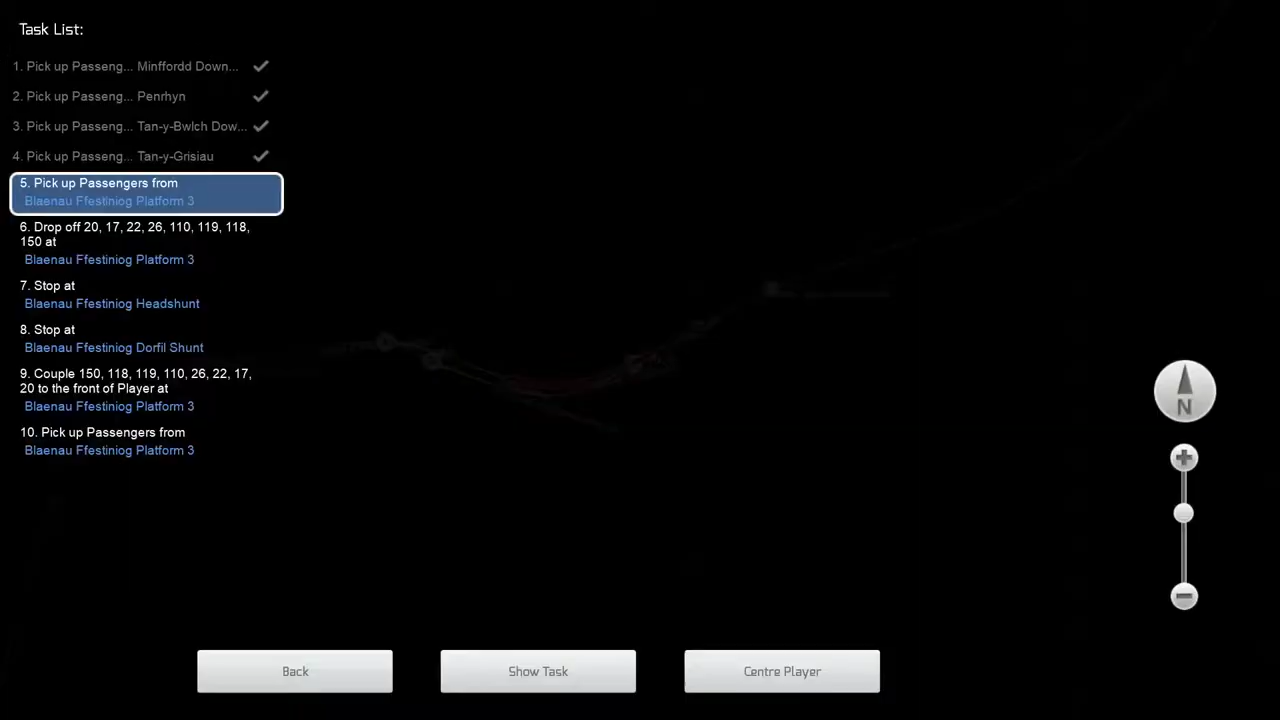 Task List:
1. Pick up Passeng... Minffordd Down...
2. Pick up Passeng... Penrhyn
3. Pick up Passeng... Tan-y-Bwlch Dow...
4. Pick up Passeng... Tan-y-Grisiau
5. Pick up Passengers from
Blaenau Ffestiniog Platform 3
6. Drop off 20, 17, 22, 26, 110, 119, 118,
150 at
Blaenau Ffestiniog Platform 3
7. Stop at
Blaenau Ffestiniog Headshunt
8. Stop at
Blaenau Ffestiniog Dorfil Shunt
9. Couple 150, 118, 119, 110, 26, 22, 17,
20 to the front of Player at
Blaenau Ffestiniog Platform 3
10. Pick up Passengers from
Blaenau Ffestiniog Platform 3
N
Back
Show Task
Centre Player